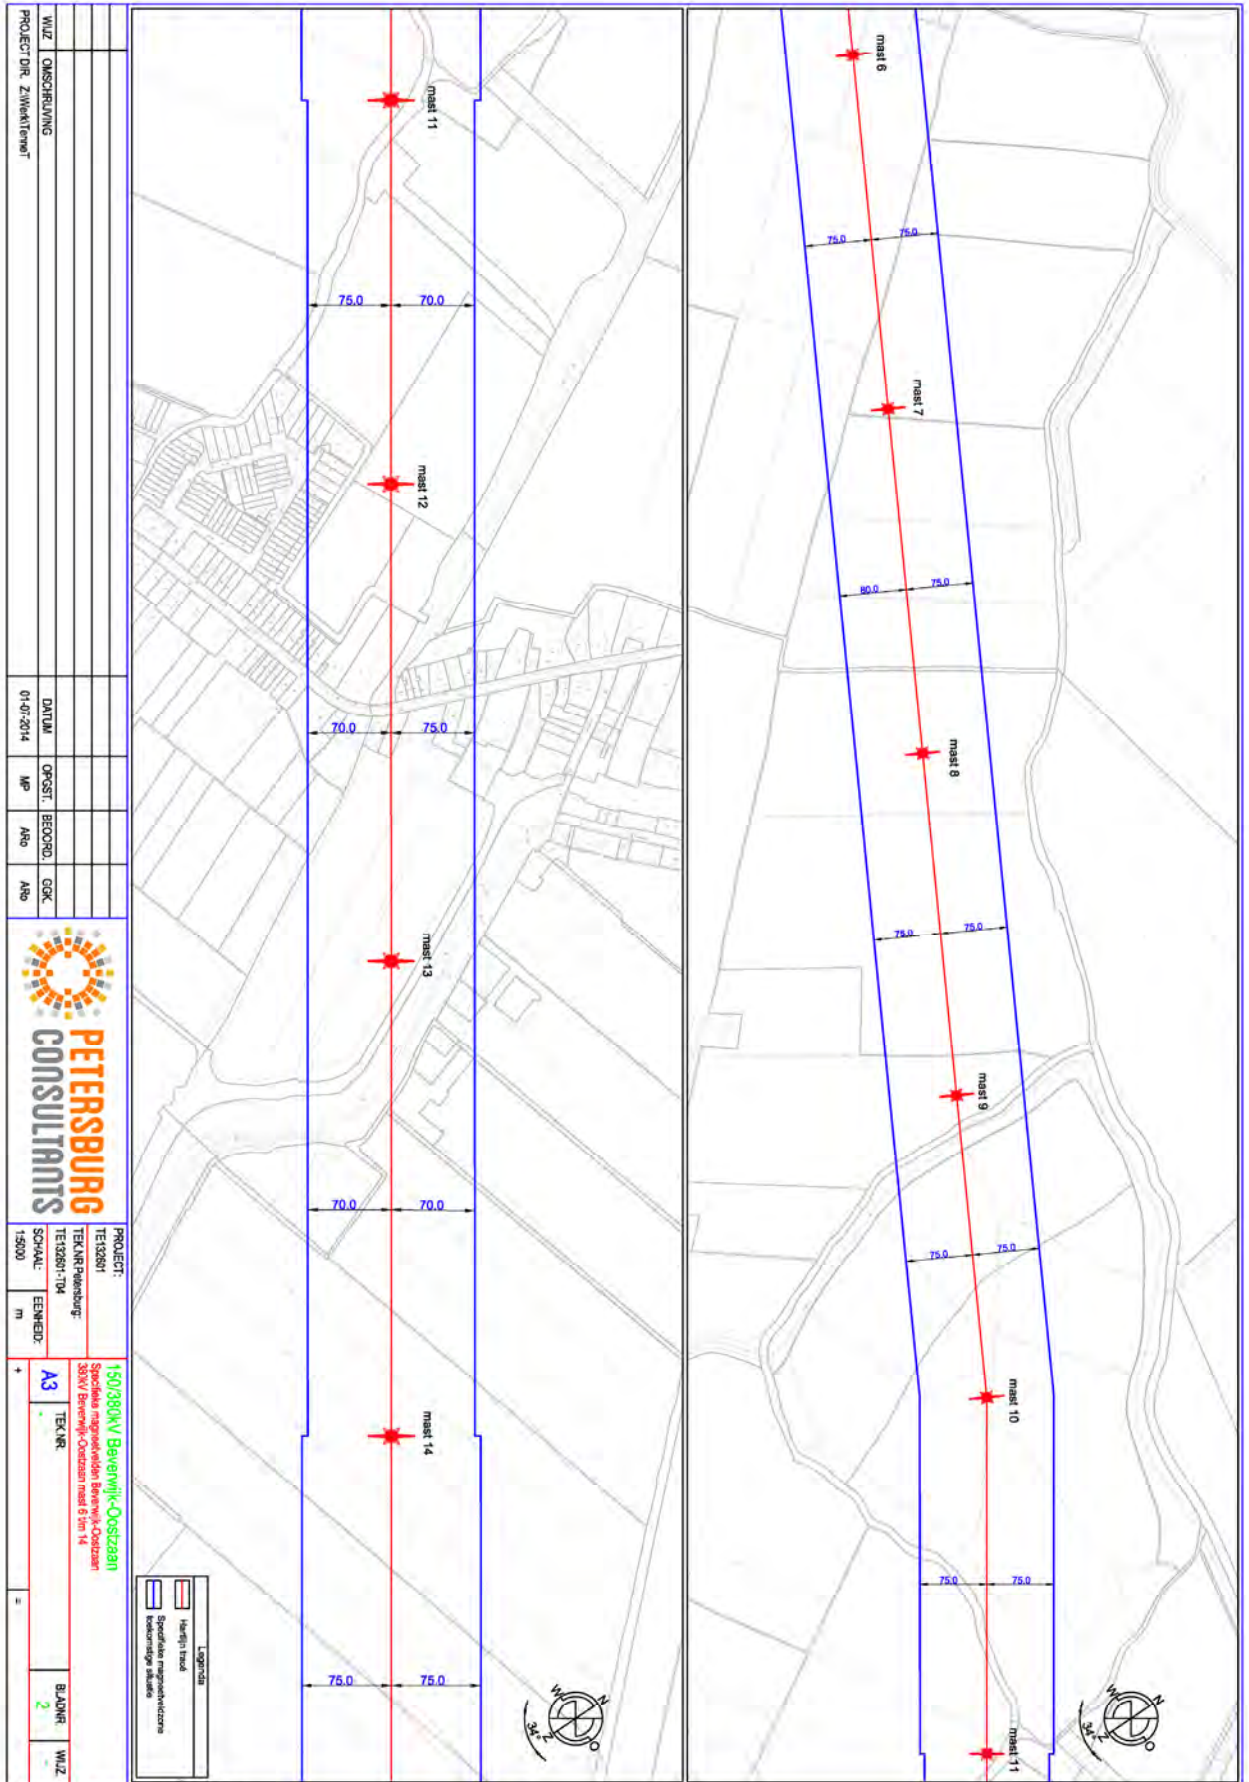 mast 6
75.0
75.0
mast 7
80.0
75.0
mast 8
75.0
75.0
mast 9
75.0
75.0
mast 10
75.0
75.0
mast 11
N
O
Z
W
34°
mast 11
75.0
70.0
mast 12
70.0
75.0
mast 13
70.0
70.0
mast 14
75.0
75.0
N
O
Z
W
34°
Legenda
Hartlijn tracé
Specifieke magneetveldzone
toekomstige situatie
WIJZ
OMSCHRIJVING
DATUM
OPGST.
BEOORD.
GGK.
PROJECT DIR. Z:\Werk\TenneT
01-07-2014
MP
ARo
ARo
PETERSBURG
CONSULTANTS
PROJECT:
TE132601
TEK.NR.Petersburg:
TE132601-T04
SCHAAL:
EENHEID:
1:5000
m
150/380kV Beverwijk-Oostzaan
Specifieke magneetvelden Beverwijk-Oostzaan
380kV Beverwijk-Oostzaan mast 6 t/m 14
A3
TEK.NR.
-
BLADNR.
2
WIJZ.
-
+
=